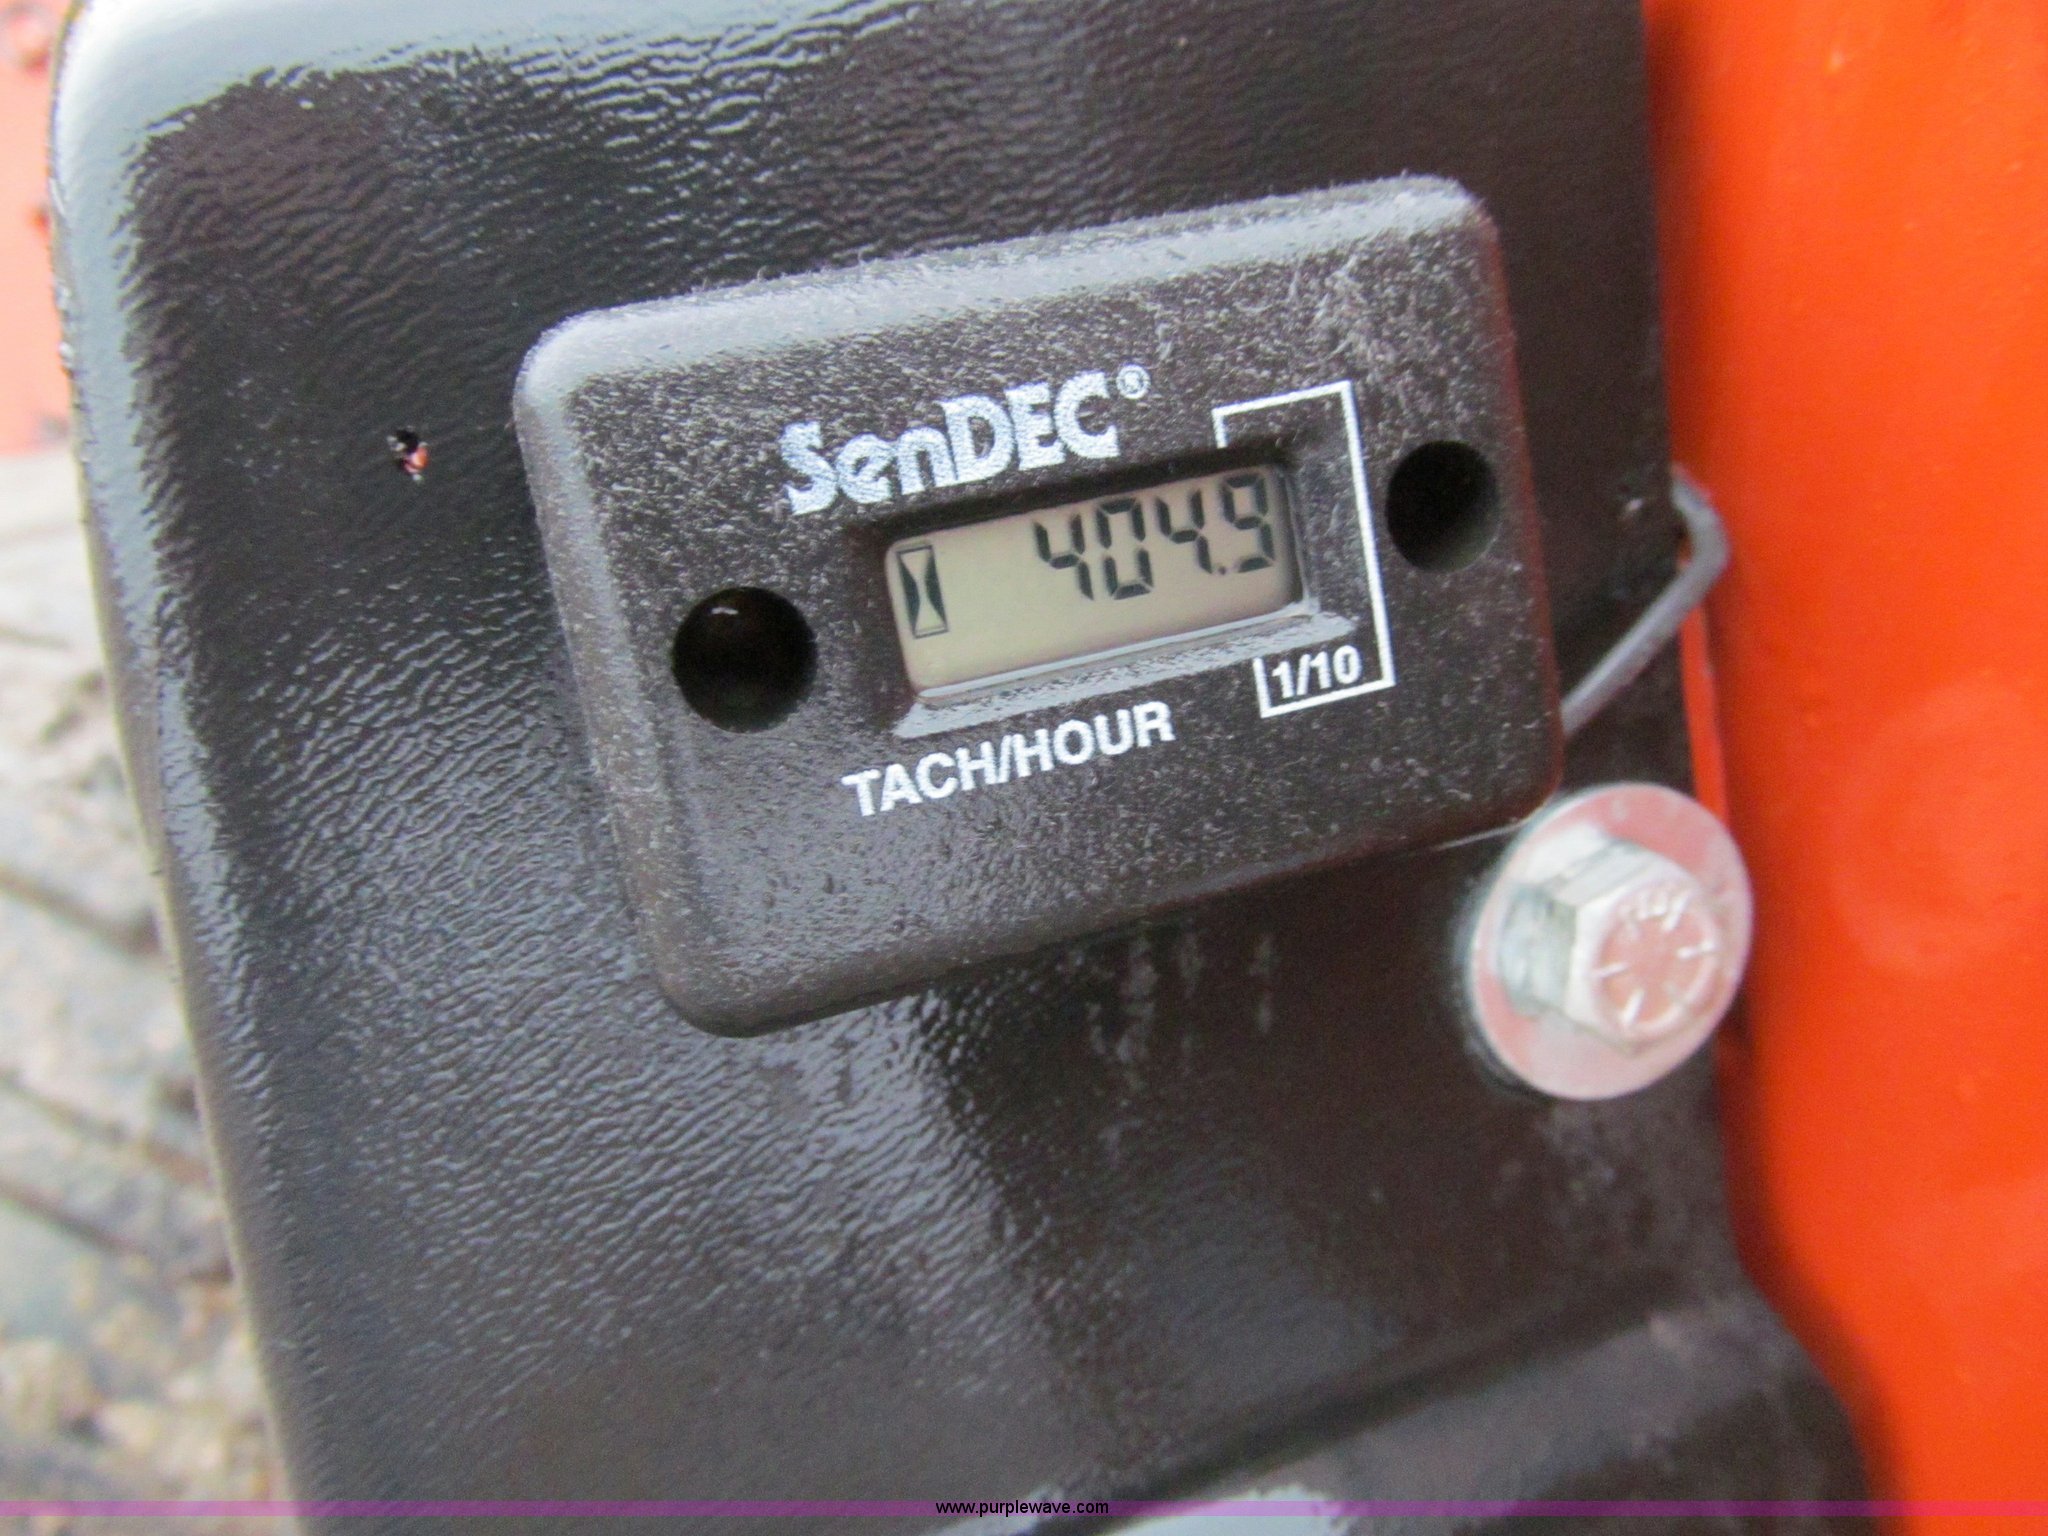 SenDEC®
404.9
1/10
TACH/HOUR
www.purplewave.com